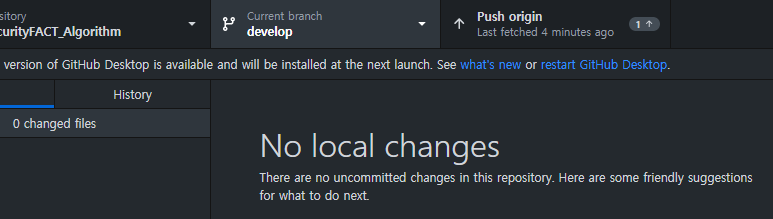 sitory
curityFACT_Algorithm
Current branch
develop
Push origin
Last fetched 4 minutes ago
1
version of GitHub Desktop is available and will be installed at the next launch. See what's new or restart GitHub Desktop.
History
0 changed files
No local changes
There are no uncommitted changes in this repository. Here are some friendly suggestions
for what to do next.